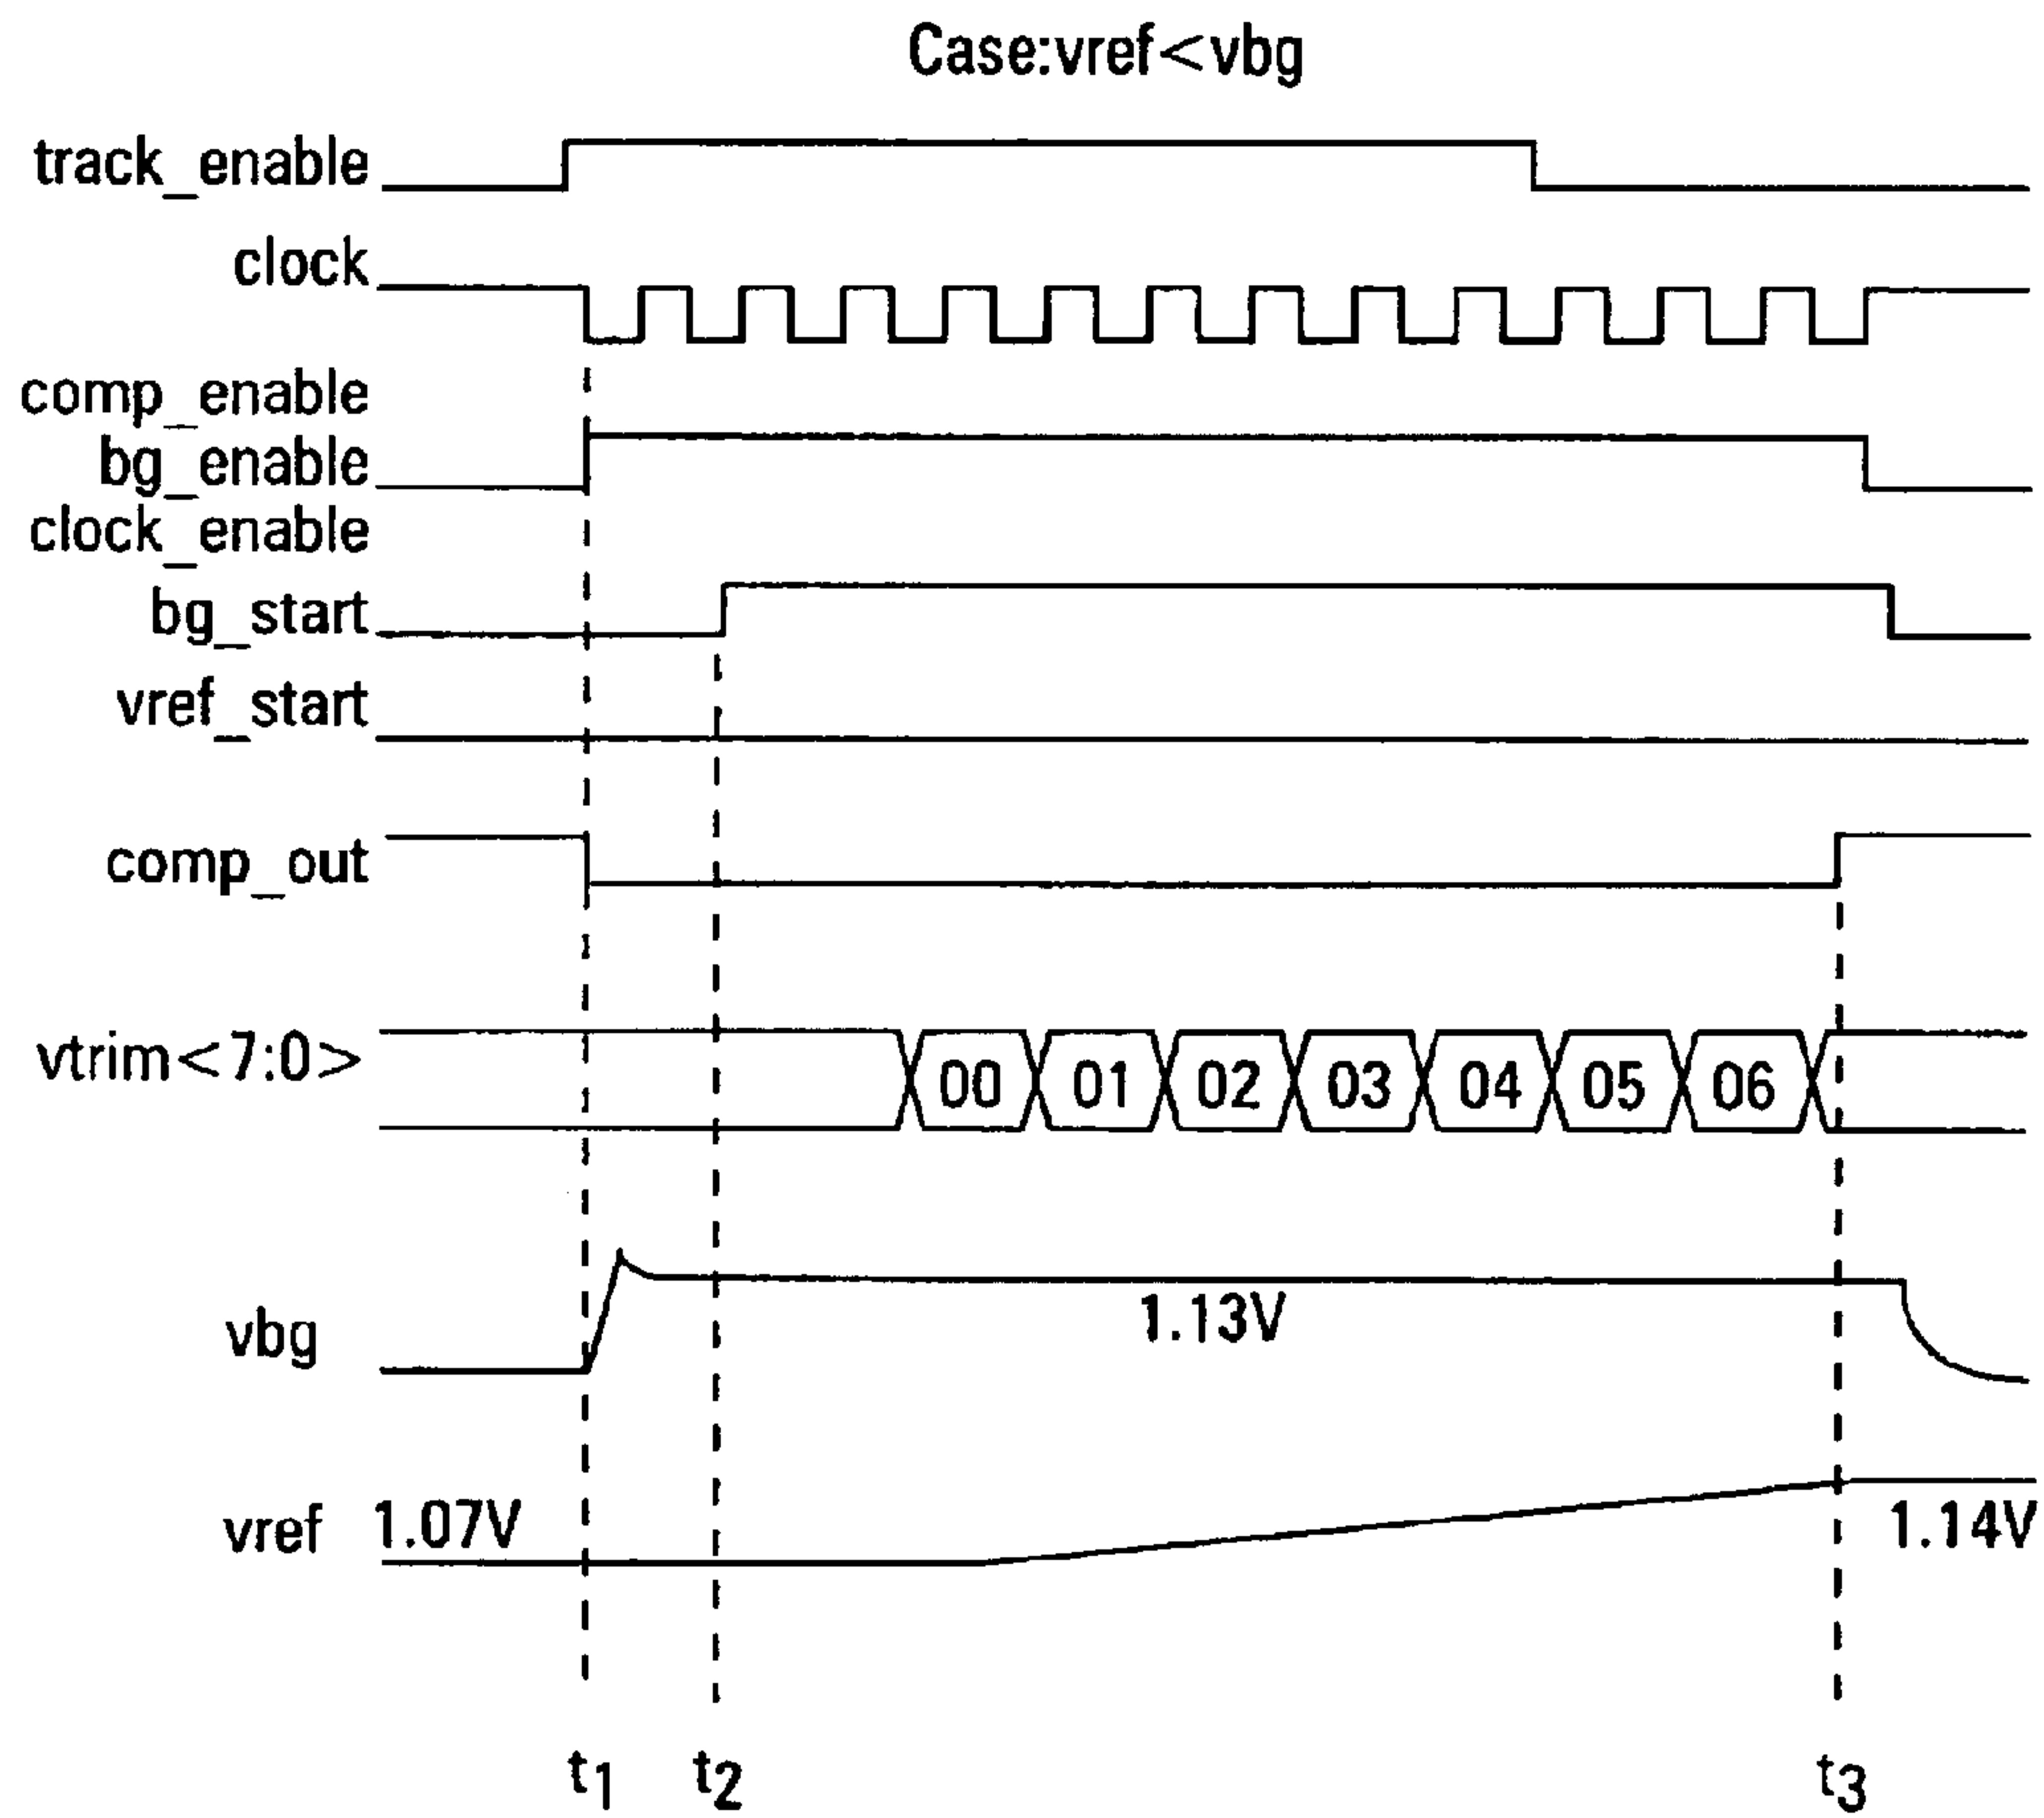 Case:vref<vbg
track_enable
clock
comp_enable
bg_enable
clock_enable
bg_start
vref_start
comp_out
vtrim<7:0>
00 01 02 03 04 05 06
vbg
1.13V
vref 1.07V
1.14V
t1 t2 t3